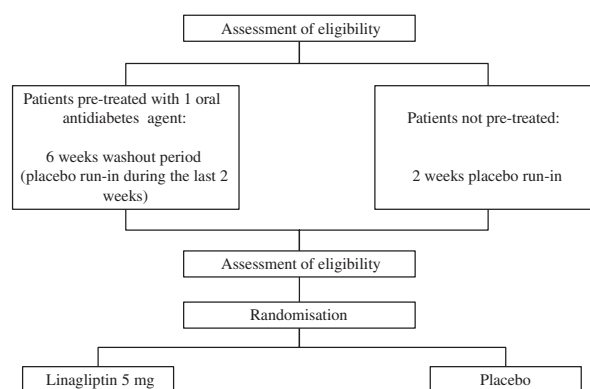 Assessment of eligibility
Patients pre-treated with 1 oral
antidiabetes agent:
6 weeks washout period
(placebo run-in during the last 2
weeks)
Patients not pre-treated:
2 weeks placebo run-in
Assessment of eligibility
Randomisation
Linagliptin 5 mg
Placebo